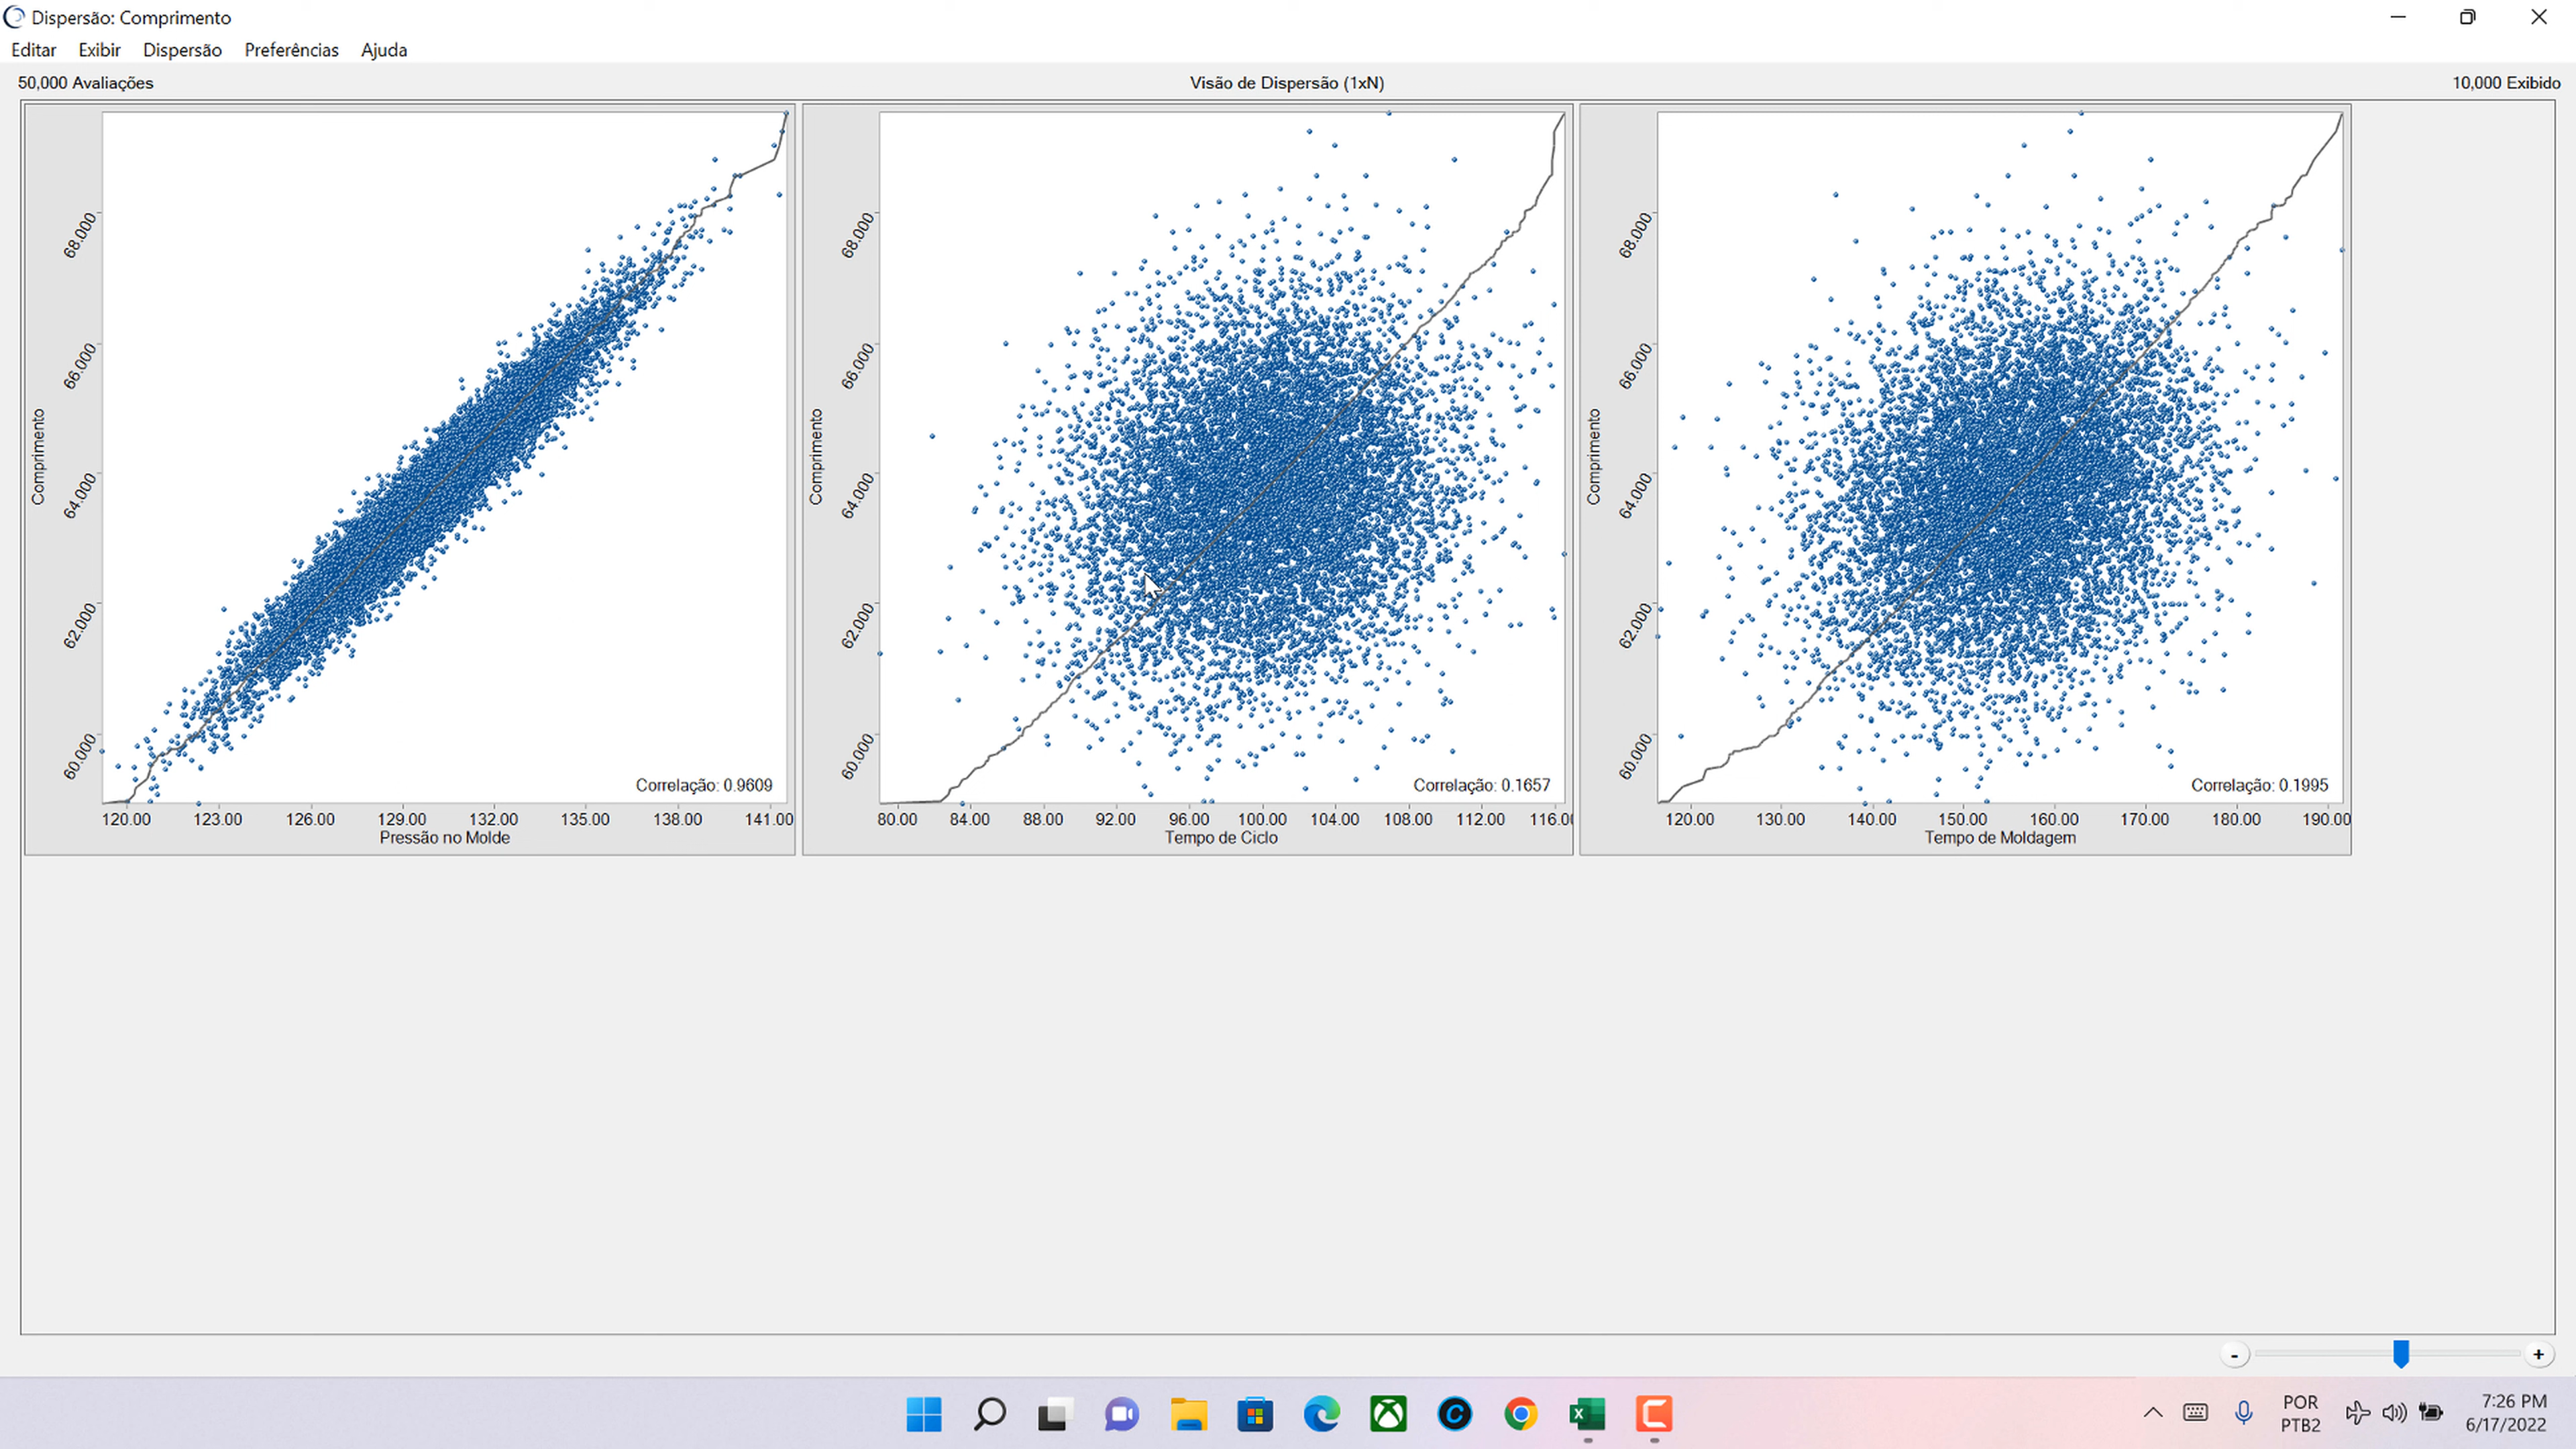 Dispersão: Comprimento
Editar Exibir Dispersão Preferências Ajuda
50,000 Avaliações Visão de Dispersão (1xN) 10,000 Exibido
Comprimento
68.000
66.000
64.000
62.000
60.000
Correlação: 0.9609
120.00 123.00 126.00 129.00 132.00 135.00 138.00 141.00
Pressão no Molde
Comprimento
68.000
66.000
64.000
62.000
60.000
Correlação: 0.1657
80.00 84.00 88.00 92.00 96.00 100.00 104.00 108.00 112.00 116.0
Tempo de Ciclo
Comprimento
68.000
66.000
64.000
62.000
60.000
Correlação: 0.1995
120.00 130.00 140.00 150.00 160.00 170.00 180.00 190.00
Tempo de Moldagem
- +
POR
PTB2
7:26 PM
6/17/2022